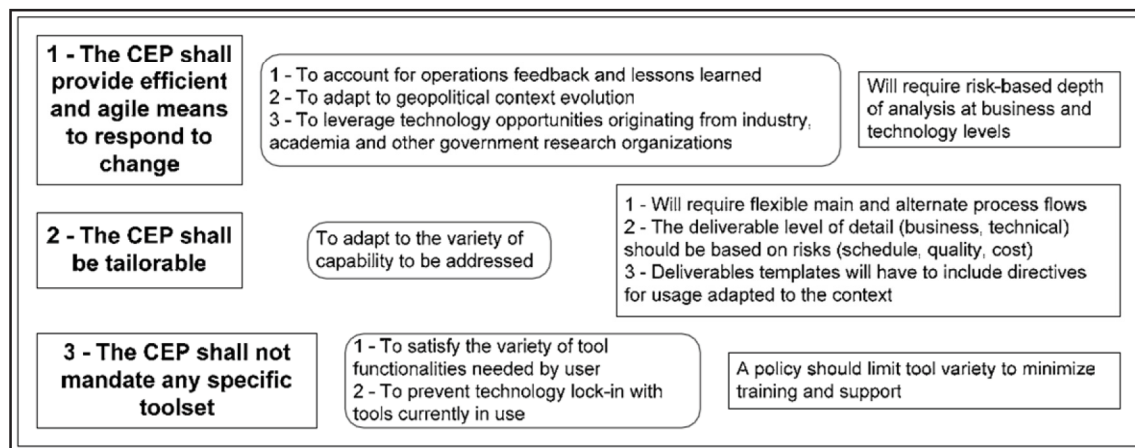 1 - The CEP shall
provide efficient
and agile means
to respond to
change
1 - To account for operations feedback and lessons learned
2 - To adapt to geopolitical context evolution
3 - To leverage technology opportunities originating from industry,
academia and other government research organizations
Will require risk-based depth
of analysis at business and
technology levels
2 - The CEP shall
be tailorable
To adapt to the variety of
capability to be addressed
1 - Will require flexible main and alternate process flows
2 - The deliverable level of detail (business, technical)
should be based on risks (schedule, quality, cost)
3 - Deliverables templates will have to include directives
for usage adapted to the context
3 - The CEP shall not
mandate any specific
toolset
1 - To satisfy the variety of tool
functionalities needed by user
2 - To prevent technology lock-in with
tools currently in use
A policy should limit tool variety to minimize
training and support